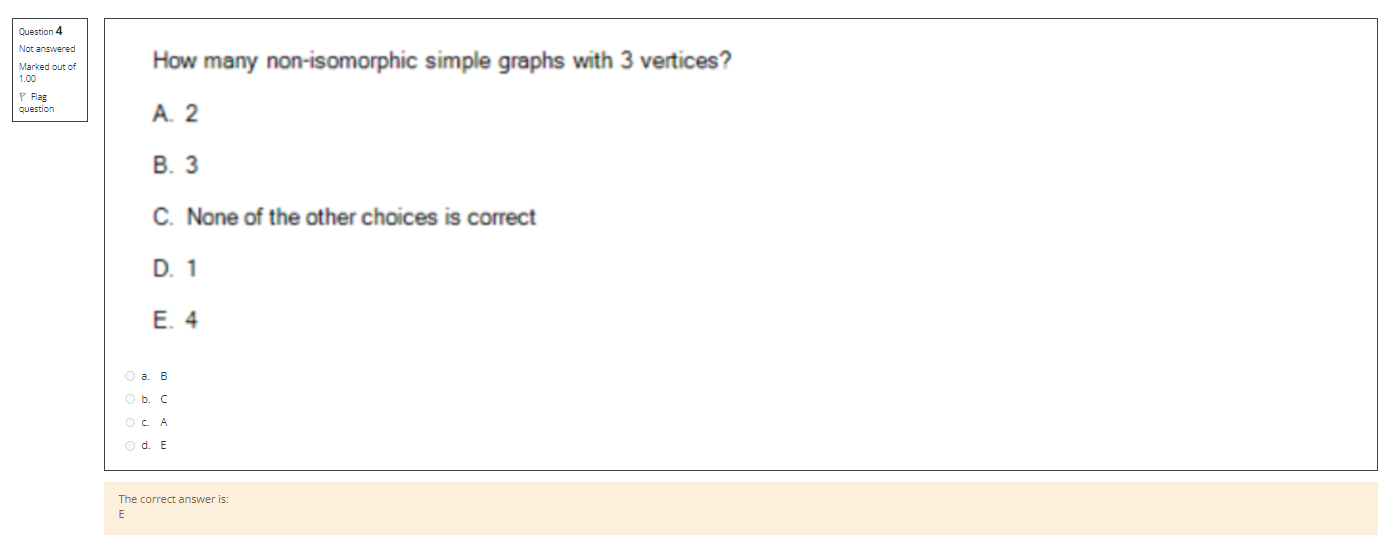 Question 4
Not answered
Marked out of
1.00
Flag
question
How many non-isomorphic simple graphs with 3 vertices?
A. 2
B. 3
C. None of the other choices is correct
D. 1
E. 4
a. B
b. C
c. A
d. E
The correct answer is:
E